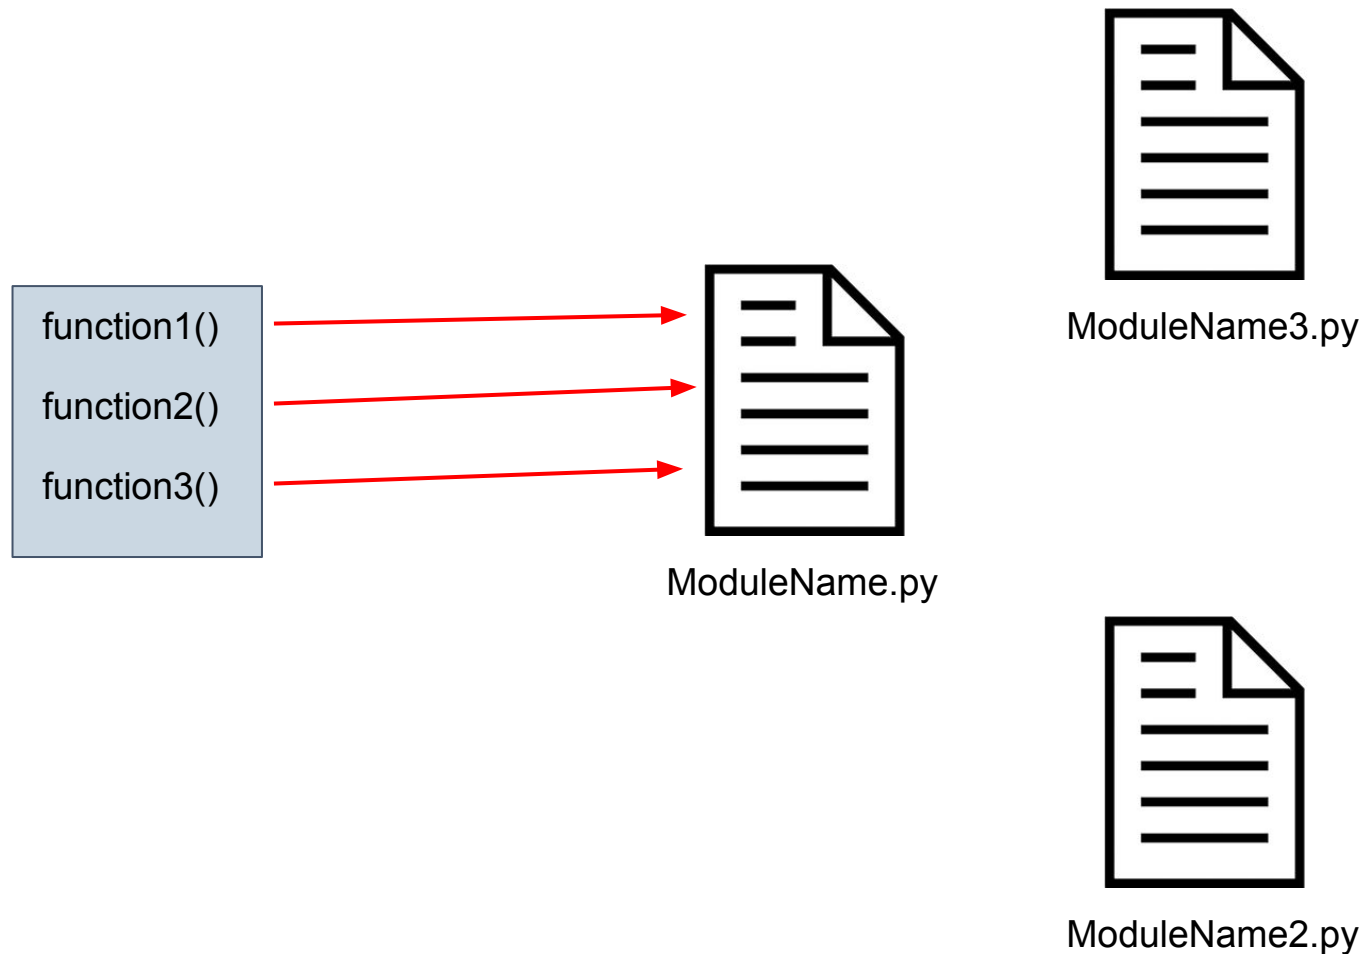 function1()
function2()
function3()
ModuleName.py
ModuleName3.py
ModuleName2.py